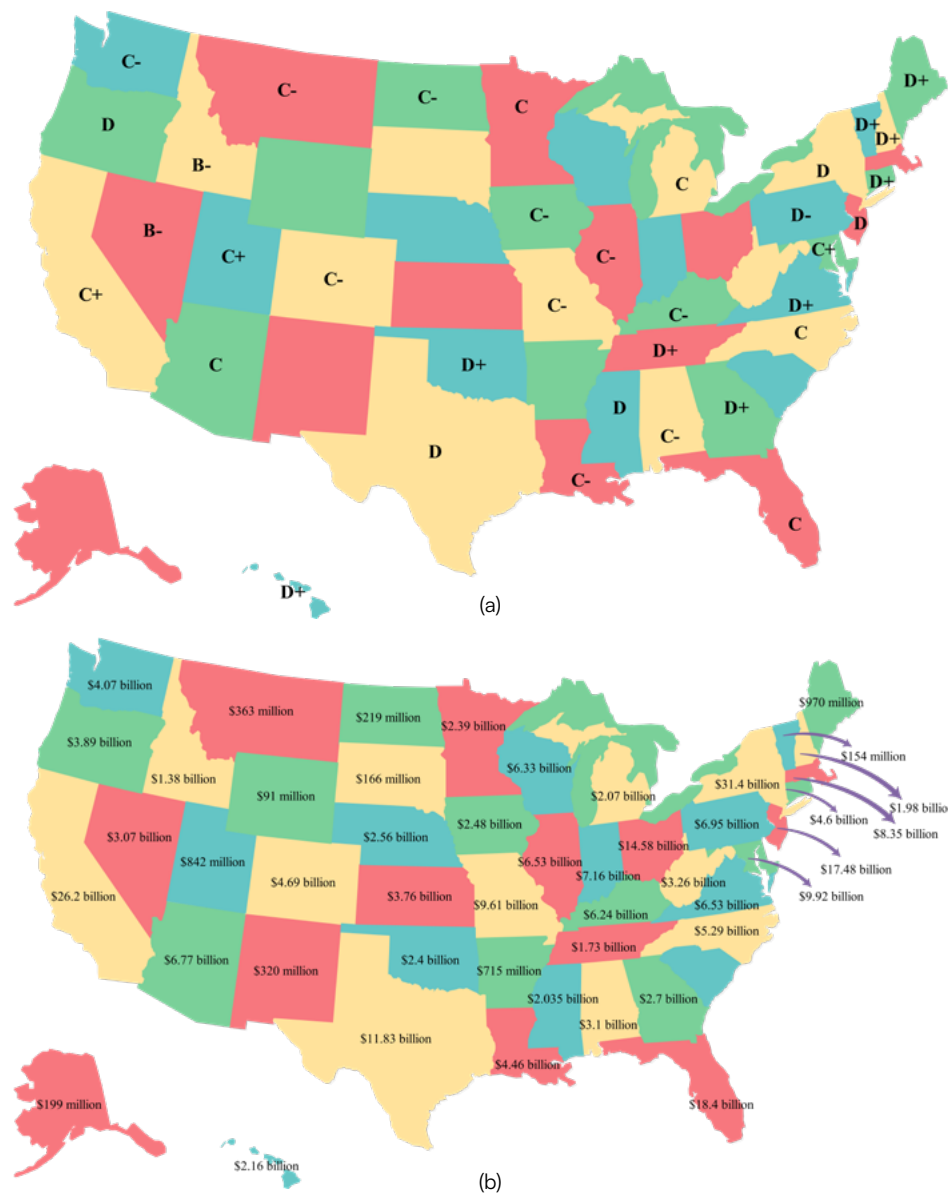 C-
C-
C-
C
D+
D
B-
D+
D+
C
D
D+
B-
C+
C-
C-
C-
D-
D
C+
C+
C-
C-
D+
C
C
D+
D+
D
D
C-
D+
C-
C
D+
(a)
$4.07 billion
$363 million
$219 million
$2.39 billion
$970 million
$3.89 billion
$1.38 billion
$91 million
$166 million
$6.33 billion
$2.07 billion
$31.4 billion
$154 million
$1.98 billio
$4.6 billion
$8.35 billion
$3.07 billion
$842 million
$2.56 billion
$2.48 billion
$6.95 billion
$17.48 billion
$26.2 billion
$4.69 billion
$3.76 billion
$9.61 billion
$6.53 billion
$7.16 billion
$14.58 billion
$3.26 billion
$9.92 billion
$6.53 billion
$6.24 billion
$5.29 billion
$6.77 billion
$320 million
$2.4 billion
$715 million
$1.73 billion
$2.035 billion
$3.1 billion
$2.7 billion
$11.83 billion
$4.46 billion
$18.4 billion
$199 million
$2.16 billion
(b)